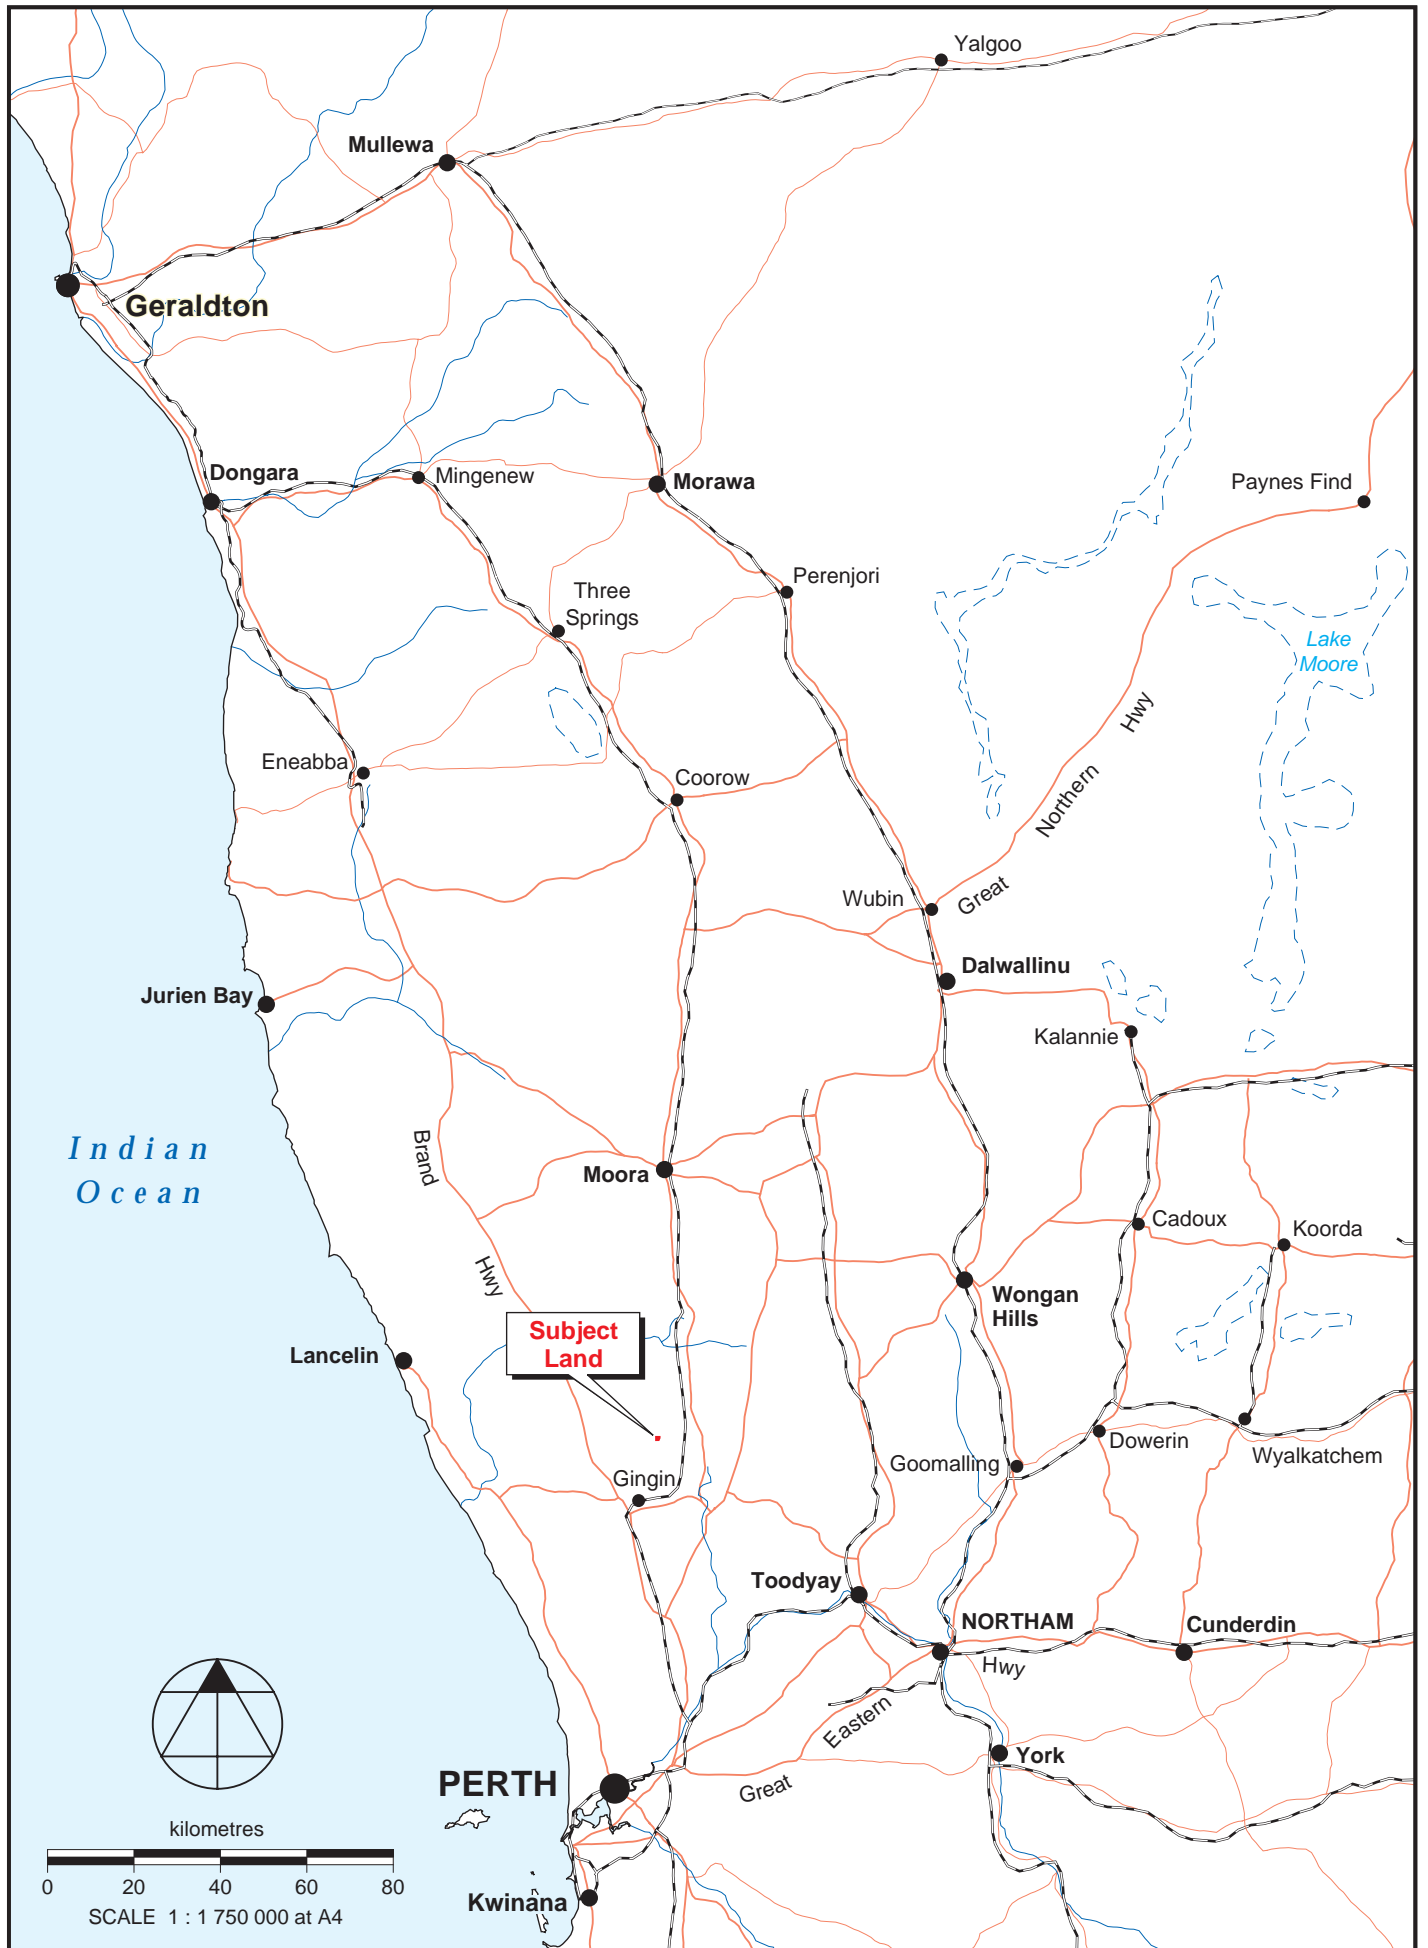 Yalgoo
Mullewa
Geraldton
Dongara
Mingenew
Morawa
Paynes Find
Perenjori
Three
Springs
Lake
Moore
Hwy
Northern
Great
Eneabba
Coorow
Wubin
Dalwallinu
Jurien Bay
Kalannie
Indian
Ocean
Brand
Hwy
Moora
Cadoux
Koorda
Wongan
Hills
Subject
Land
Lancelin
Gingin
Goomalling
Dowerin
Wyalkatchem
Toodyay
NORTHAM
Cunderdin
Hwy
Eastern
Great
York
PERTH
Kwinana
kilometres
0 20 40 60 80
SCALE 1 : 1 750 000 at A4